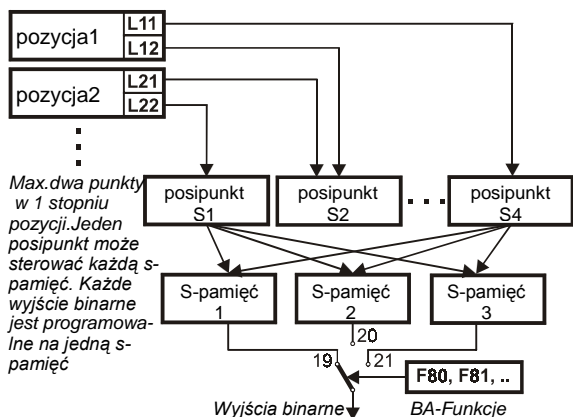 pozycja1
L11
L12
pozycja2
L21
L22
Max.dwa punkty
w 1 stopniu
pozycji.Jeden
posipunkt może
sterować każdą s-
pamięć. Każde
wyjście binarne
jest programowa-
lne na jedną s-
pamięć
posipunkt
S1
posipunkt
S2
posipunkt
S4
S-pamięć
1
S-pamięć
2
S-pamięć
3
20
19
21
F80, F81, ..
Wyjścia binarne
BA-Funkcje